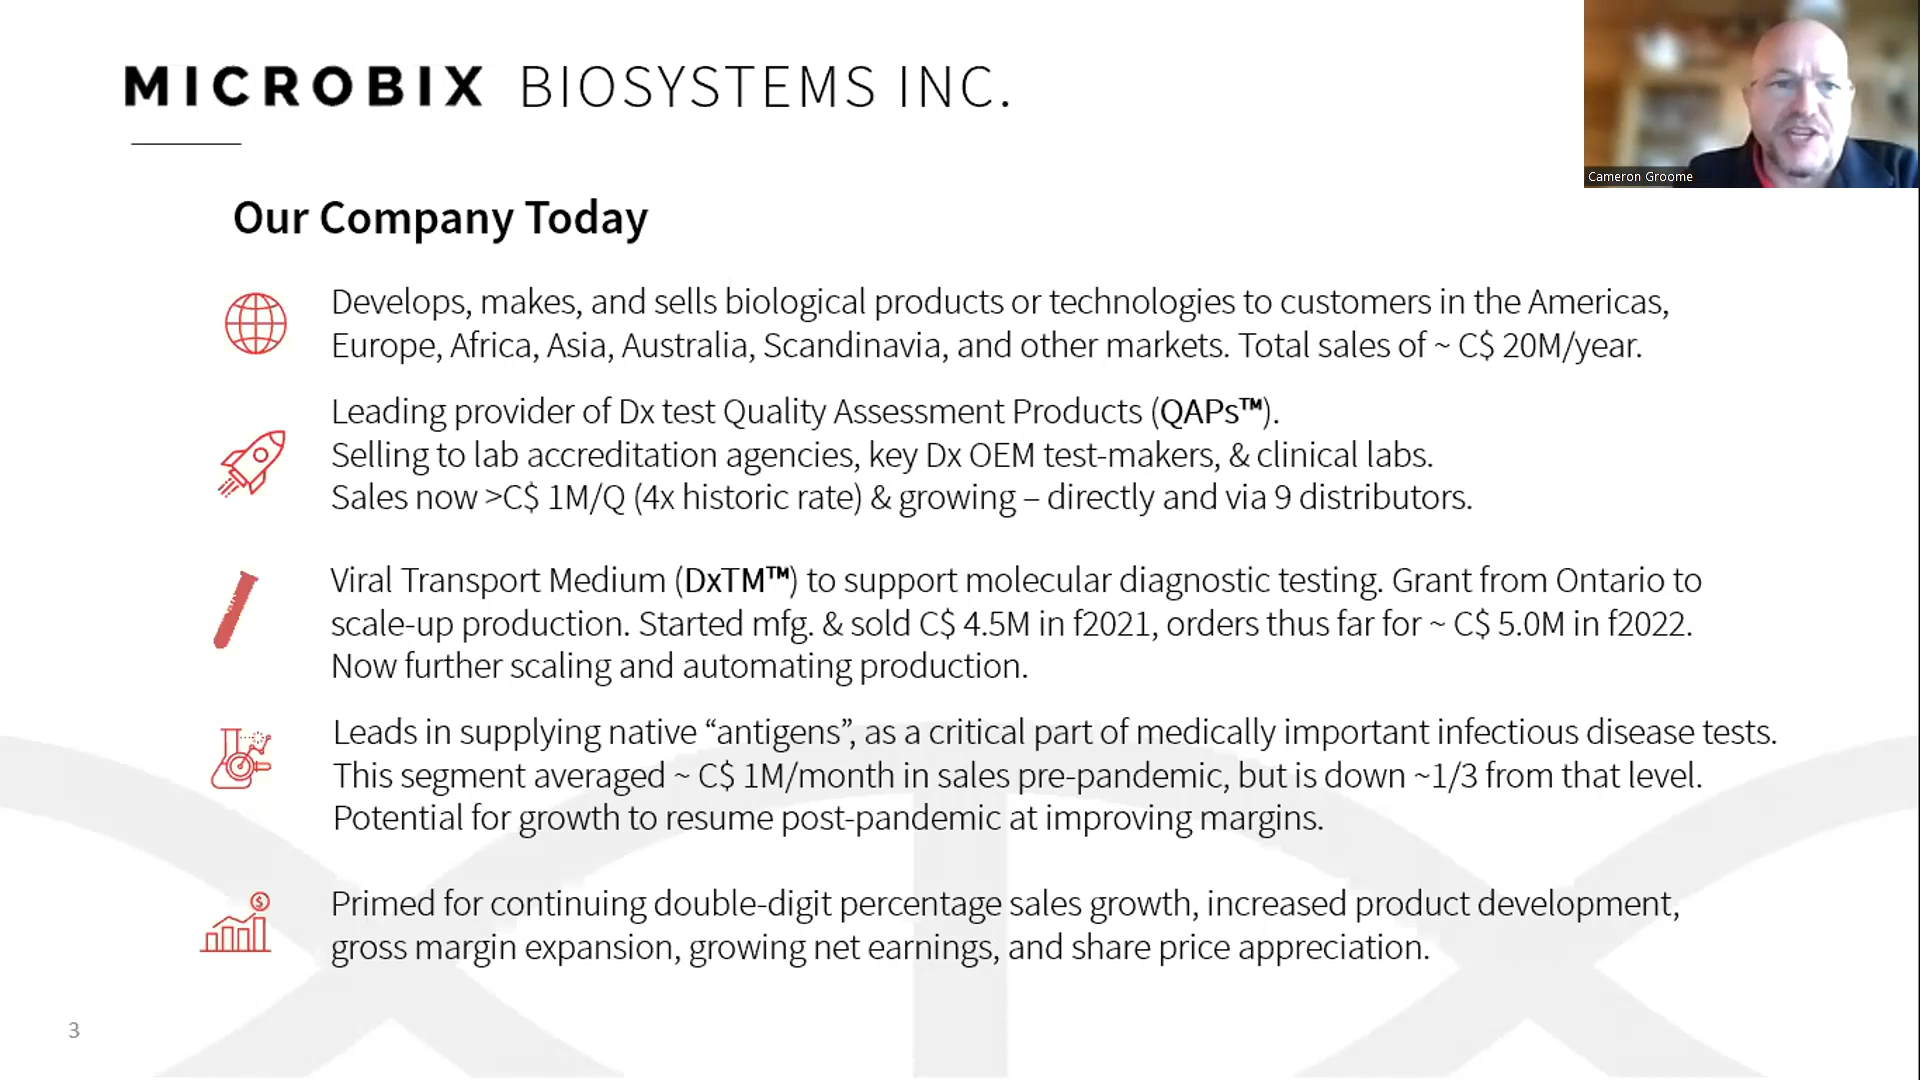 MICROBIX BIOSYSTEMS INC.
Cameron Groome
Our Company Today
Develops, makes, and sells biological products or technologies to customers in the Americas,
Europe, Africa, Asia, Australia, Scandinavia, and other markets. Total sales of ~ C$ 20M/year.
Leading provider of Dx test Quality Assessment Products (QAPs™).
Selling to lab accreditation agencies, key Dx OEM test-makers, & clinical labs.
Sales now >C$ 1M/Q (4x historic rate) & growing – directly and via 9 distributors.
Viral Transport Medium (DxTM™) to support molecular diagnostic testing. Grant from Ontario to
scale-up production. Started mfg. & sold C$ 4.5M in f2021, orders thus far for ~ C$ 5.0M in f2022.
Now further scaling and automating production.
Leads in supplying native “antigens”, as a critical part of medically important infectious disease tests.
This segment averaged ~ C$ 1M/month in sales pre-pandemic, but is down ~1/3 from that level.
Potential for growth to resume post-pandemic at improving margins.
Primed for continuing double-digit percentage sales growth, increased product development,
gross margin expansion, growing net earnings, and share price appreciation.
3